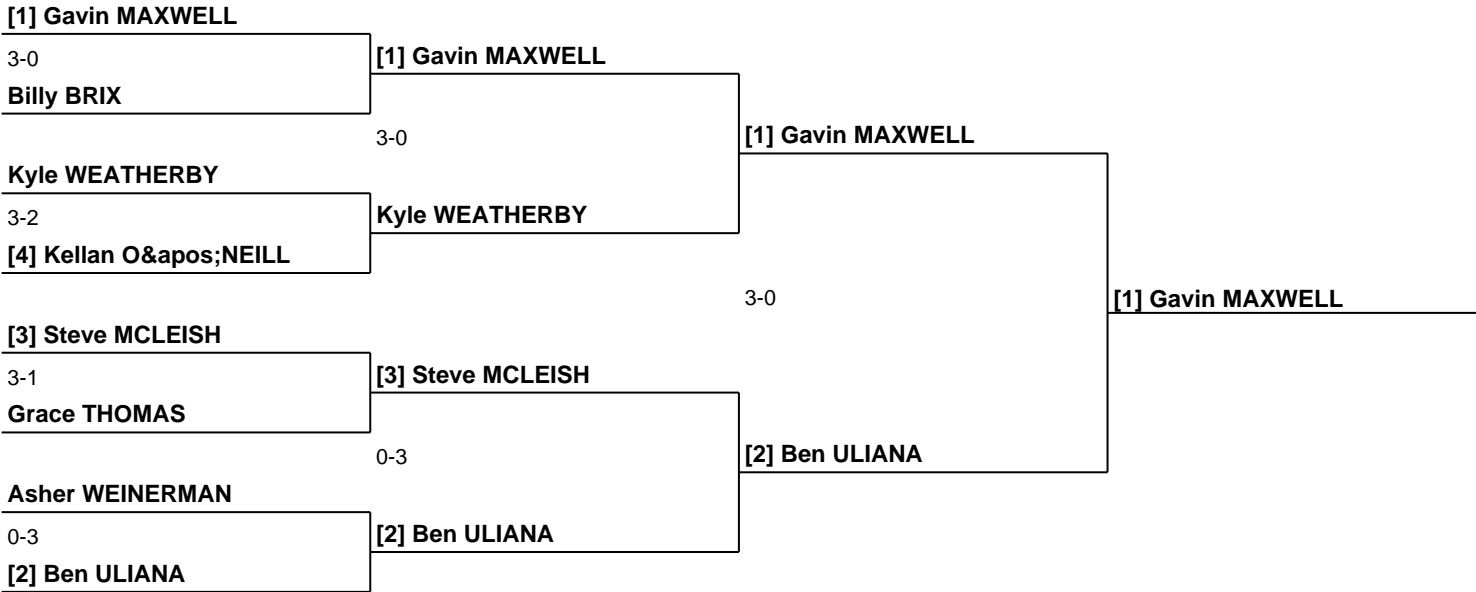 [1] Gavin MAXWELL
3-0
Billy BRIX
Kyle WEATHERBY
3-2
[4] Kellan O&apos;NEILL
[3] Steve MCLEISH
3-1
Grace THOMAS
Asher WEINERMAN
0-3
[2] Ben ULIANA
[1] Gavin MAXWELL
3-0
Kyle WEATHERBY
[3] Steve MCLEISH
0-3
[2] Ben ULIANA
[1] Gavin MAXWELL
3-0
[2] Ben ULIANA
[1] Gavin MAXWELL